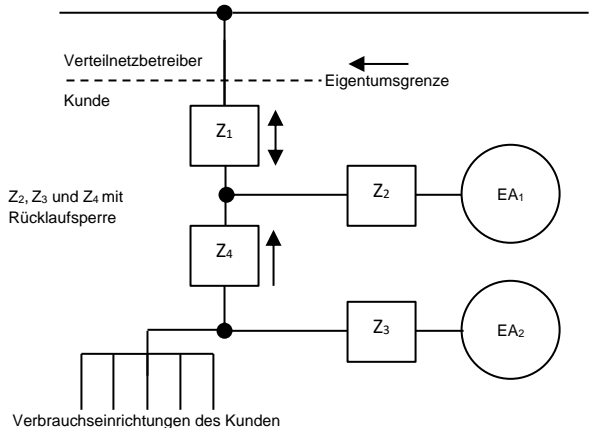 Verteilnetzbetreiber
Eigentumsgrenze
Kunde
Z₁
Z₂, Z₃ und Z₄ mit
Rücklaufsperre
Z₂
EA₁
Z₄
Z₃
EA₂
Verbrauchseinrichtungen des Kunden